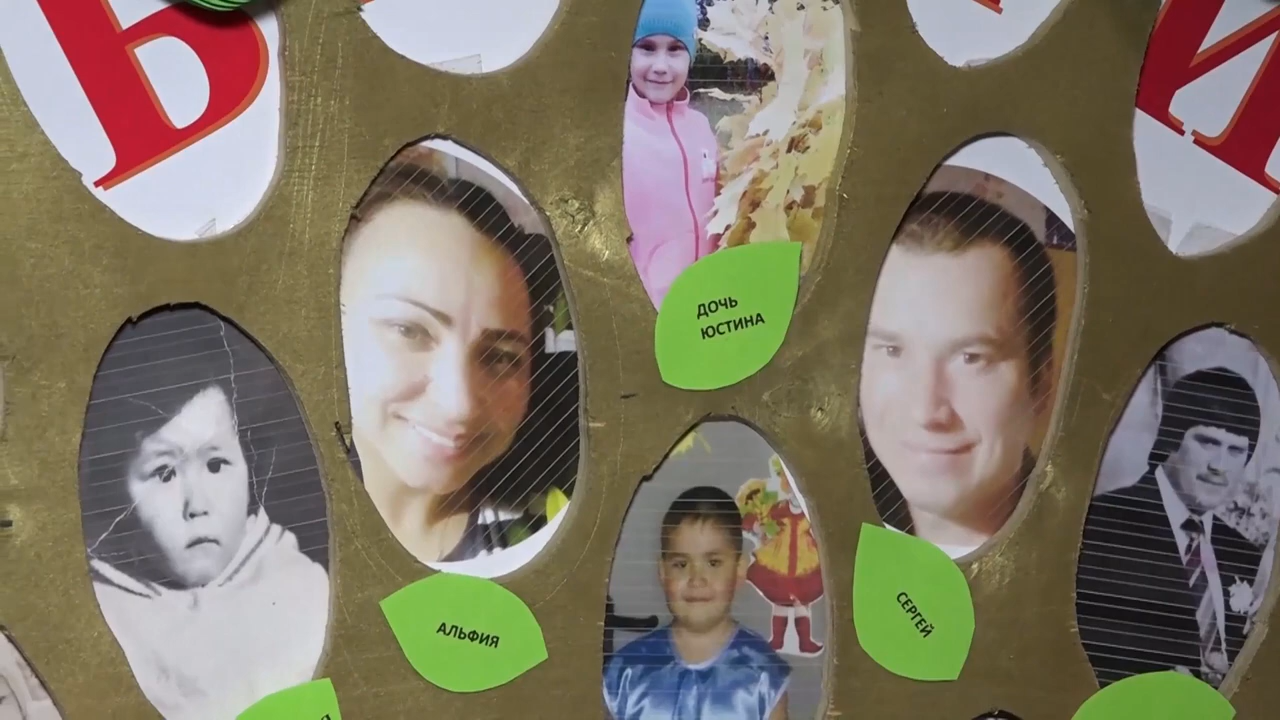 Ь
И
ДОЧЬ
ЮСТИНА
АЛЬФИЯ
СЕРГЕЙ